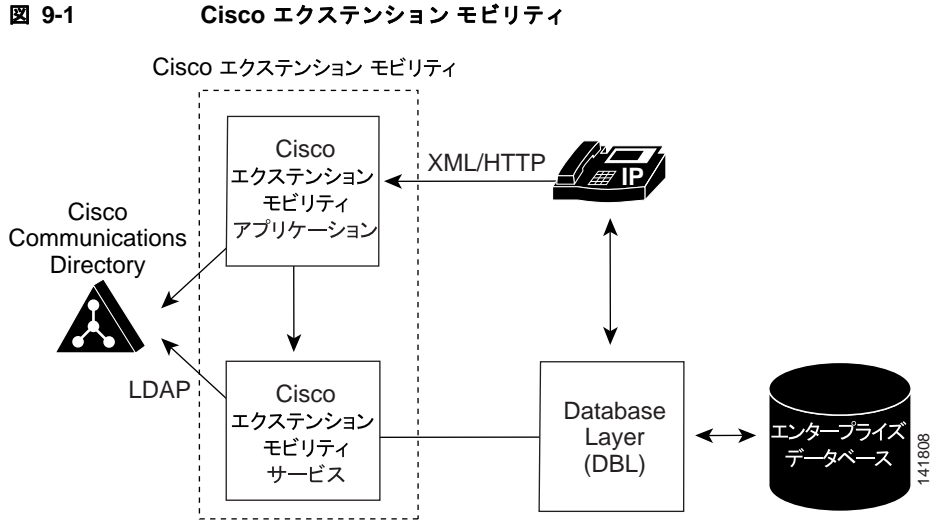 図 9-1 Cisco エクステンション モビリティ
Cisco エクステンション モビリティ
Cisco
エクステンション
モビリティ
アプリケーション
XML/HTTP
IP
Cisco
Communications
Directory
LDAP
Cisco
エクステンション
モビリティ
サービス
Database
Layer
(DBL)
エンタープライズ
データベース
141808